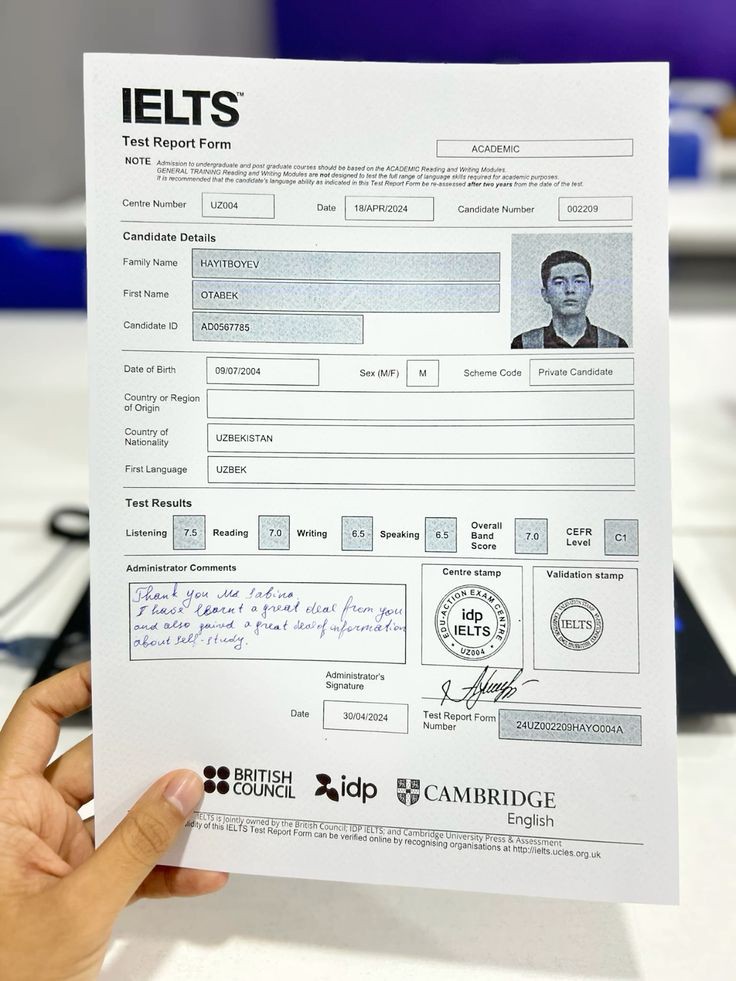 IELTS™
Test Report Form
ACADEMIC
NOTE Admission to undergraduate and post graduate courses should be based on the ACADEMIC Reading and Writing Modules.
GENERAL TRAINING Reading and Writing Modules are not designed to test the full range of language skills required for academic purposes.
It is recommended that the candidate's language ability as indicated in this Test Report Form be re-assessed after two years from the date of the test.
Centre Number UZ004 Date 18/APR/2024 Candidate Number 002209
Candidate Details
Family Name HAYITBOYEV
First Name OTABEK
Candidate ID AD0567785
Date of Birth 09/07/2004 Sex (M/F) M Scheme Code Private Candidate
Country or Region
of Origin
Country of
Nationality UZBEKISTAN
First Language UZBEK
Test Results
Listening 7.5 Reading 7.0 Writing 6.5 Speaking 6.5 Overall Band Score 7.0 CEFR Level C1
Administrator Comments
Thank you Ms Sabina.
I have learnt a great deal from you
and also gained a great deal of information
about self-study.
Centre stamp
EDU-ACTION EXAM CENTRE
idp
IELTS
UZ004
Validation stamp
IELTS
Administrator's
Signature
Date 30/04/2024
Test Report Form
Number 24UZ002209HAYO004A
BRITISH
COUNCIL
idp
CAMBRIDGE
English
IELTS is jointly owned by the British Council; IDP IELTS; and Cambridge University Press & Assessment
idity of this IELTS Test Report Form can be verified online by recognising organisations at http://ielts.ucles.org.uk